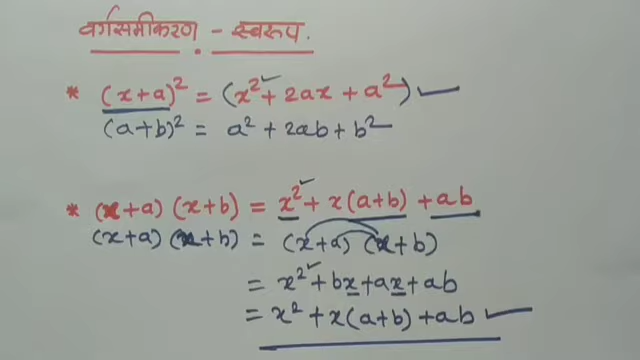 वर्गसमीकरण - स्वरूप.
* (x+a)² = (x² + 2ax + a²)
(a+b)² = a² + 2ab + b²
* (x+a) (x+b) = x² + x(a+b) + ab
(x+a) (x+b) = (x+a) (x+b)
= x² + bx + ax + ab
= x² + x(a+b) + ab